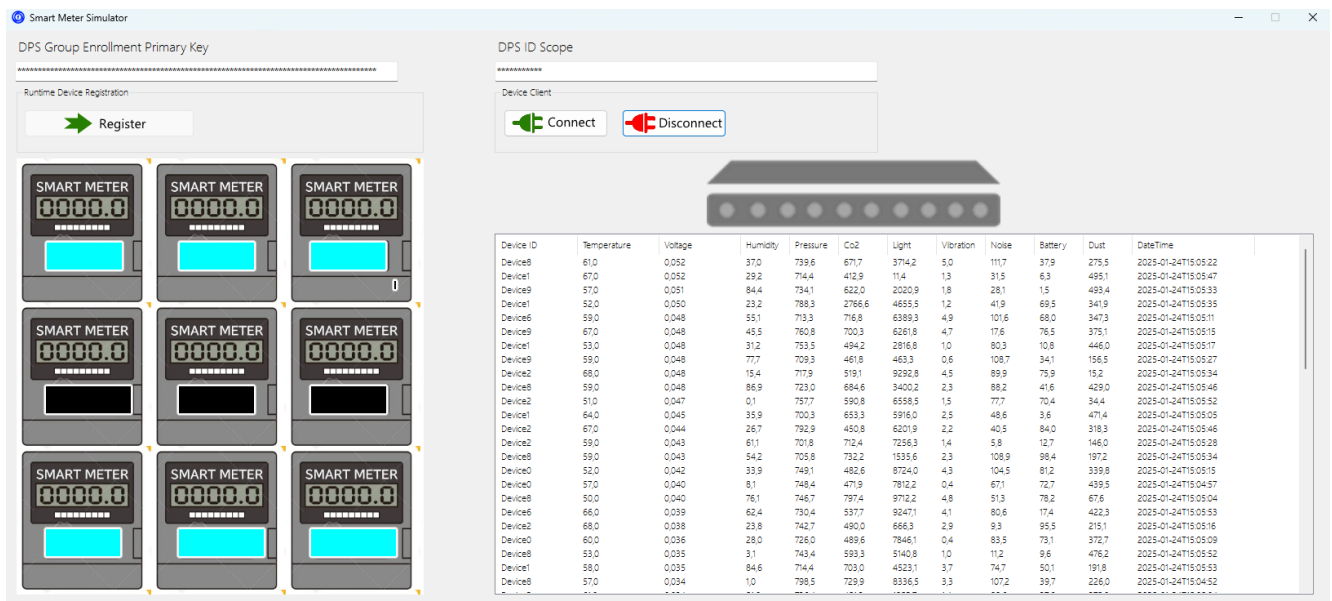 Smart Meter Simulator
DPS Group Enrollment Primary Key
DPS ID Scope
Runtime Device Registration
Register
Device Client
Connect
Disconnect
SMART METER SMART METER SMART METER
0000.0 0000.0 0000.0
SMART METER SMART METER SMART METER
0000.0 0000.0 0000.0
SMART METER SMART METER SMART METER
0000.0 0000.0 0000.0
Device ID Temperature Voltage Humidity Pressure Co2 Light Vibration Noise Battery Dust DateTime
Device8 61,0 0,052 37,0 739,6 671,7 3714,2 5,0 111,7 37,9 275,5 2025-01-24T15:05:22
Device1 67,0 0,052 29,2 714,4 412,9 11,4 1,3 31,5 6,3 495,1 2025-01-24T15:05:47
Device9 57,0 0,051 84,4 734,1 622,0 2020,9 1,8 28,1 1,5 493,4 2025-01-24T15:05:33
Device1 52,0 0,050 23,2 788,3 2766,6 4655,5 1,2 41,9 69,5 341,9 2025-01-24T15:05:35
Device6 59,0 0,048 55,1 713,3 716,8 6389,3 4,9 101,6 68,0 347,3 2025-01-24T15:05:11
Device9 67,0 0,048 45,5 760,8 700,3 6261,8 4,7 17,6 76,5 375,1 2025-01-24T15:05:15
Device1 53,0 0,048 31,2 753,5 494,2 2816,8 1,0 80,3 10,8 446,0 2025-01-24T15:05:17
Device9 59,0 0,048 77,7 709,3 461,8 463,3 0,6 108,7 34,1 156,5 2025-01-24T15:05:27
Device2 68,0 0,048 15,4 717,9 519,1 9292,8 4,5 89,9 75,9 15,2 2025-01-24T15:05:34
Device8 59,0 0,048 86,9 723,0 684,6 3400,2 2,3 88,2 41,6 429,0 2025-01-24T15:05:46
Device2 51,0 0,047 0,1 757,7 590,8 6558,5 1,5 77,7 70,4 34,4 2025-01-24T15:05:52
Device1 64,0 0,045 35,9 700,3 653,3 5916,0 2,5 48,6 3,6 471,4 2025-01-24T15:05:05
Device2 67,0 0,044 26,7 792,9 450,8 6201,9 2,2 40,5 84,0 318,3 2025-01-24T15:05:46
Device2 59,0 0,043 61,1 701,8 712,4 7256,3 1,4 5,8 12,7 146,0 2025-01-24T15:05:28
Device8 59,0 0,043 54,2 705,8 732,2 1535,6 2,3 108,9 98,4 197,2 2025-01-24T15:05:34
Device0 52,0 0,042 33,9 749,1 482,6 8724,0 4,3 104,5 81,2 339,8 2025-01-24T15:05:15
Device0 57,0 0,040 8,1 748,4 471,9 7812,2 0,4 67,1 72,7 439,5 2025-01-24T15:04:57
Device8 50,0 0,040 76,1 746,7 797,4 9712,2 4,8 51,3 78,2 67,6 2025-01-24T15:05:04
Device6 66,0 0,039 62,4 730,4 537,7 9247,1 4,1 80,6 17,4 422,3 2025-01-24T15:05:53
Device2 68,0 0,038 23,8 742,7 490,0 666,3 2,9 9,3 95,5 215,1 2025-01-24T15:05:16
Device0 60,0 0,036 28,0 726,0 489,6 7846,1 0,4 83,5 73,1 372,7 2025-01-24T15:05:09
Device8 53,0 0,035 3,1 743,4 593,3 5140,8 1,0 11,2 9,6 476,2 2025-01-24T15:05:52
Device1 58,0 0,035 84,6 714,4 703,0 4523,1 3,7 74,7 50,1 191,8 2025-01-24T15:05:53
Device8 57,0 0,034 1,0 798,5 729,9 8336,5 3,3 107,2 39,7 226,0 2025-01-24T15:04:52